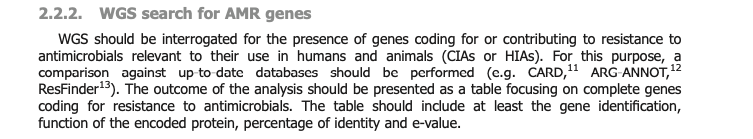 2.2.2. WGS search for AMR genes
WGS should be interrogated for the presence of genes coding for or contributing to resistance to
antimicrobials relevant to their use in humans and animals (CIAs or HIAs). For this purpose, a
comparison against up-to-date databases should be performed (e.g. CARD,11 ARG-ANNOT,12
ResFinder13). The outcome of the analysis should be presented as a table focusing on complete genes
coding for resistance to antimicrobials. The table should include at least the gene identification,
function of the encoded protein, percentage of identity and e-value.